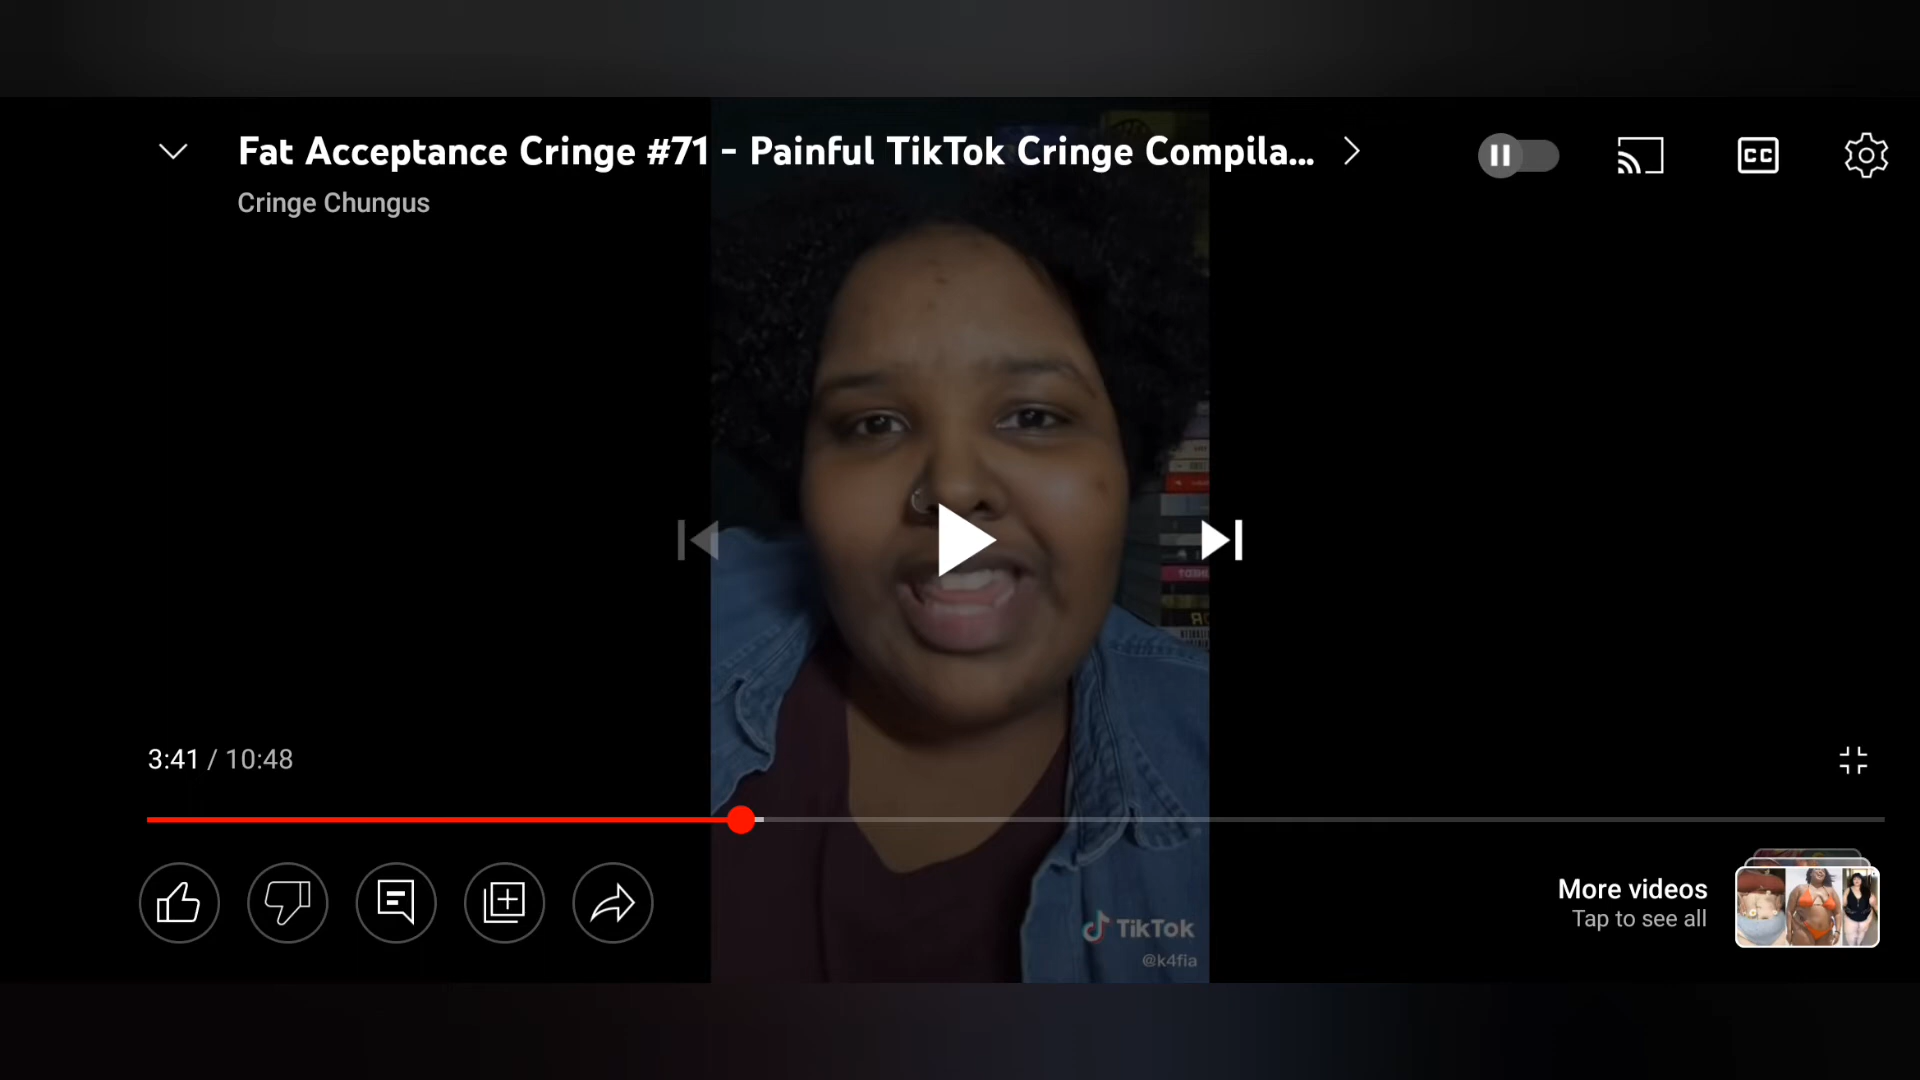 Fat Acceptance Cringe #71 - Painful TikTok Cringe Compila...
Cringe Chungus
CC
3:41 / 10:48
More videos
Tap to see all
TikTok
@k4fia